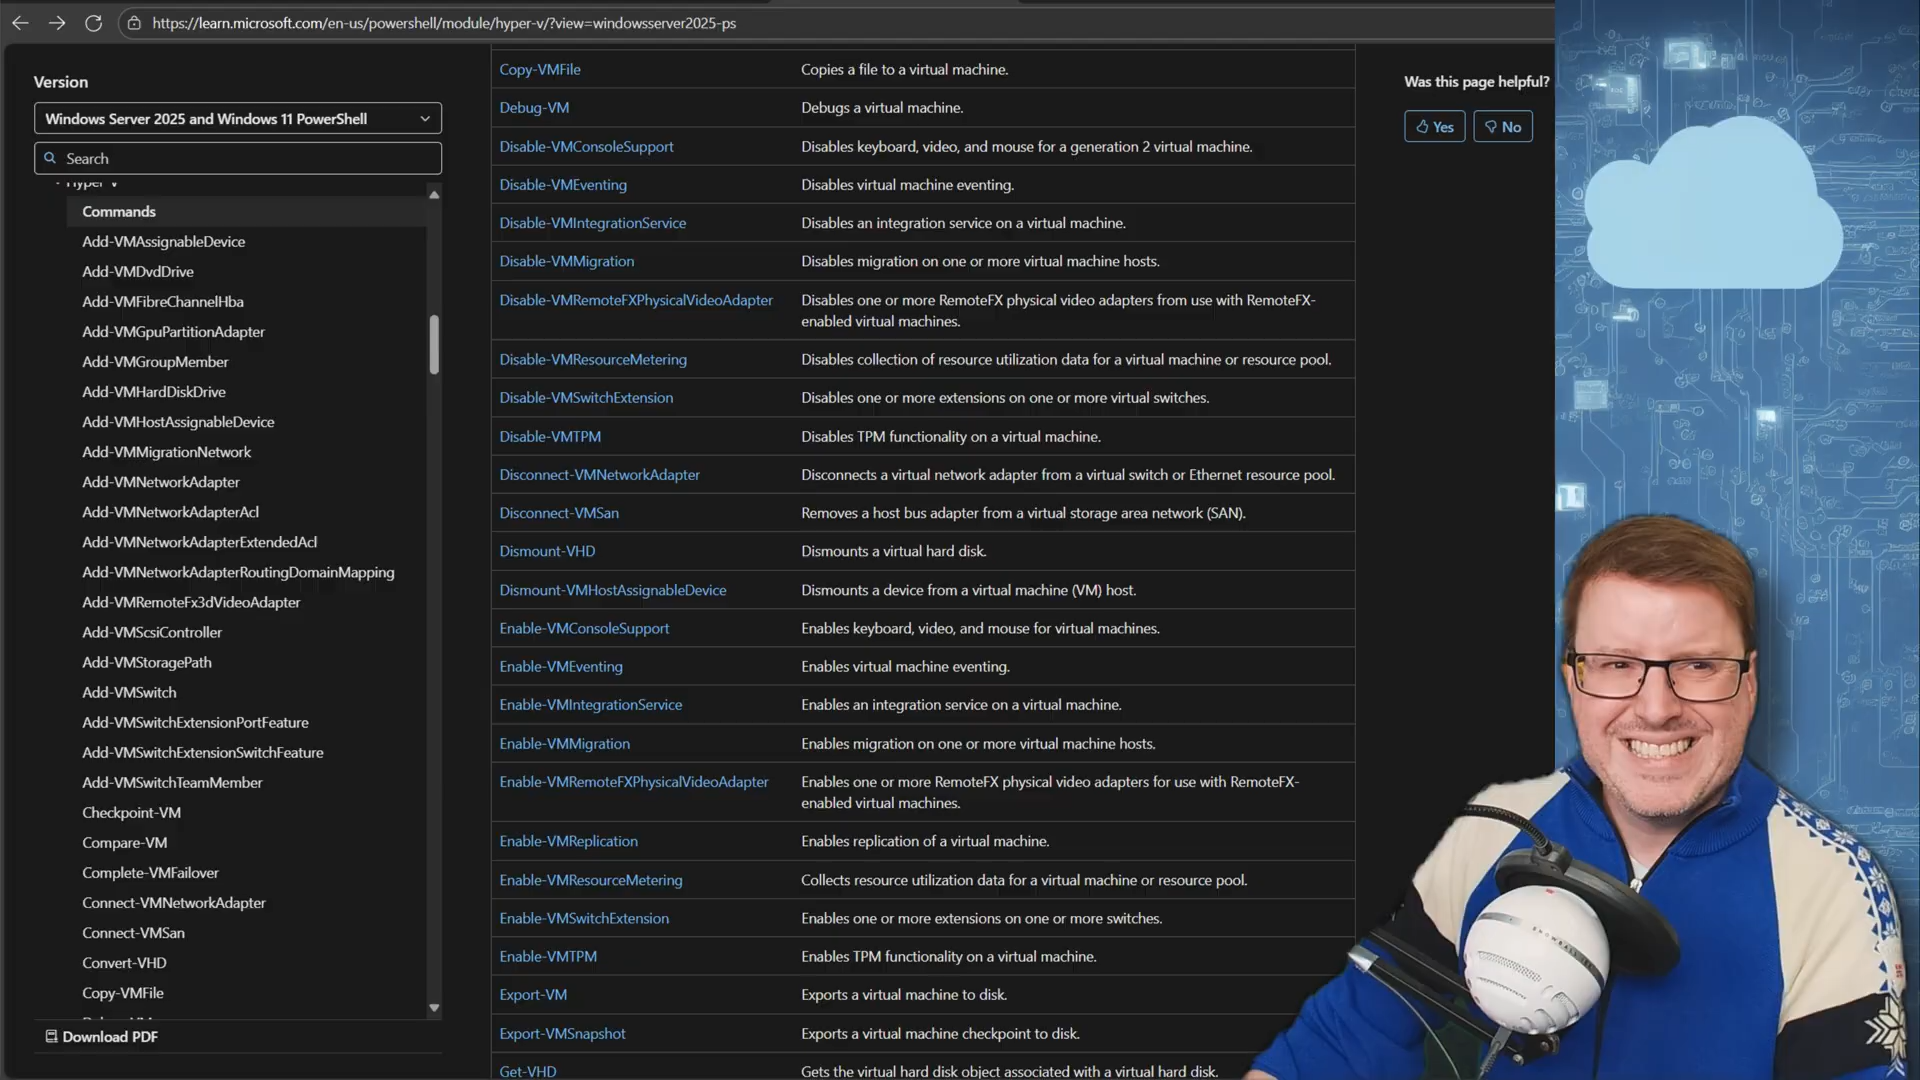 https://learn.microsoft.com/en-us/powershell/module/hyper-v/?view=windowsserver2025-ps
Version
Windows Server 2025 and Windows 11 PowerShell
Search
Hyper-V
Commands
Add-VMAssignableDevice
Add-VMDvdDrive
Add-VMFibreChannelHba
Add-VMGpuPartitionAdapter
Add-VMGroupMember
Add-VMHardDiskDrive
Add-VMHostAssignableDevice
Add-VMMigrationNetwork
Add-VMNetworkAdapter
Add-VMNetworkAdapterAcl
Add-VMNetworkAdapterExtendedAcl
Add-VMNetworkAdapterRoutingDomainMapping
Add-VMRemoteFx3dVideoAdapter
Add-VMScsiController
Add-VMStoragePath
Add-VMSwitch
Add-VMSwitchExtensionPortFeature
Add-VMSwitchExtensionSwitchFeature
Add-VMSwitchTeamMember
Checkpoint-VM
Compare-VM
Complete-VMFailover
Connect-VMNetworkAdapter
Connect-VMSan
Convert-VHD
Copy-VMFile
Download PDF
Copy-VMFile Copies a file to a virtual machine.
Debug-VM Debugs a virtual machine.
Disable-VMConsoleSupport Disables keyboard, video, and mouse for a generation 2 virtual machine.
Disable-VMEventing Disables virtual machine eventing.
Disable-VMIntegrationService Disables an integration service on a virtual machine.
Disable-VMMigration Disables migration on one or more virtual machine hosts.
Disable-VMRemoteFXPhysicalVideoAdapter Disables one or more RemoteFX physical video adapters from use with RemoteFX-
enabled virtual machines.
Disable-VMResourceMetering Disables collection of resource utilization data for a virtual machine or resource pool.
Disable-VMSwitchExtension Disables one or more extensions on one or more virtual switches.
Disable-VMTPM Disables TPM functionality on a virtual machine.
Disconnect-VMNetworkAdapter Disconnects a virtual network adapter from a virtual switch or Ethernet resource pool.
Disconnect-VMSan Removes a host bus adapter from a virtual storage area network (SAN).
Dismount-VHD Dismounts a virtual hard disk.
Dismount-VMHostAssignableDevice Dismounts a device from a virtual machine (VM) host.
Enable-VMConsoleSupport Enables keyboard, video, and mouse for virtual machines.
Enable-VMEventing Enables virtual machine eventing.
Enable-VMIntegrationService Enables an integration service on a virtual machine.
Enable-VMMigration Enables migration on one or more virtual machine hosts.
Enable-VMRemoteFXPhysicalVideoAdapter Enables one or more RemoteFX physical video adapters for use with RemoteFX-
enabled virtual machines.
Enable-VMReplication Enables replication of a virtual machine.
Enable-VMResourceMetering Collects resource utilization data for a virtual machine or resource pool.
Enable-VMSwitchExtension Enables one or more extensions on one or more switches.
Enable-VMTPM Enables TPM functionality on a virtual machine.
Export-VM Exports a virtual machine to disk.
Export-VMSnapshot Exports a virtual machine checkpoint to disk.
Get-VHD Gets the virtual hard disk object associated with a virtual hard disk.
Was this page helpful?
Yes No